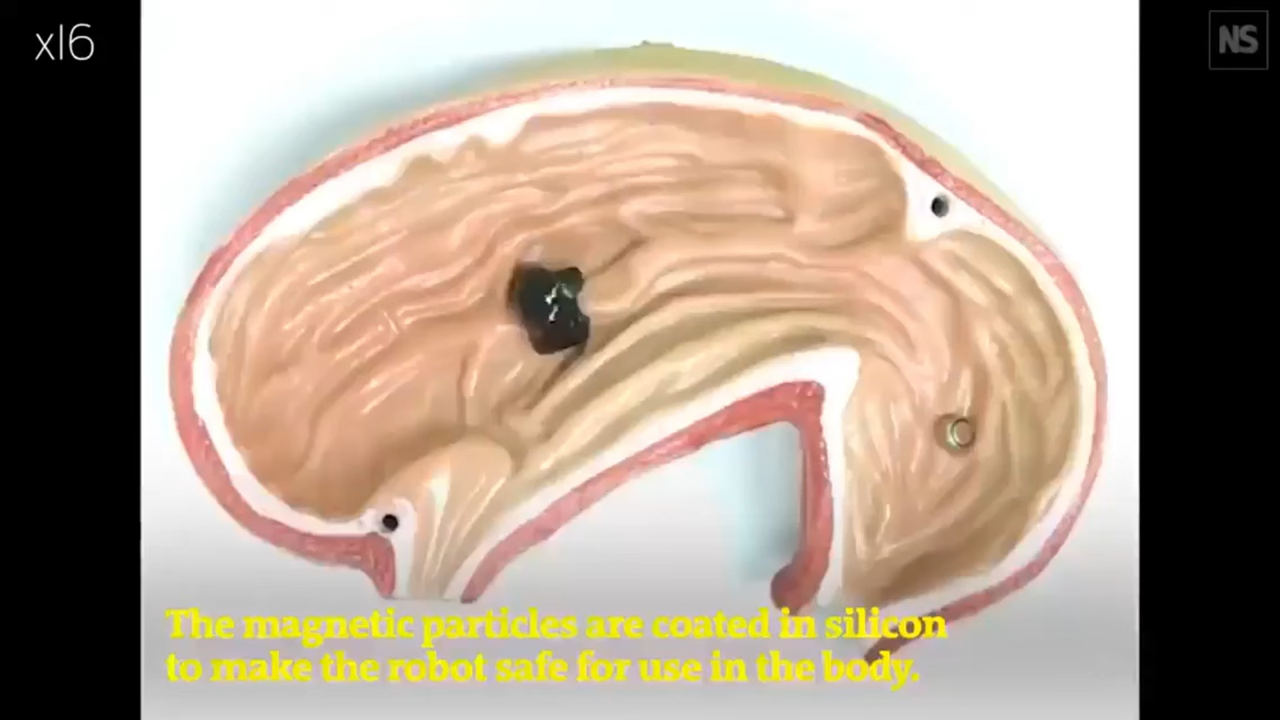 x16
NS
The magnetic particles are coated in silicon
to make the robot safe for use in the body.